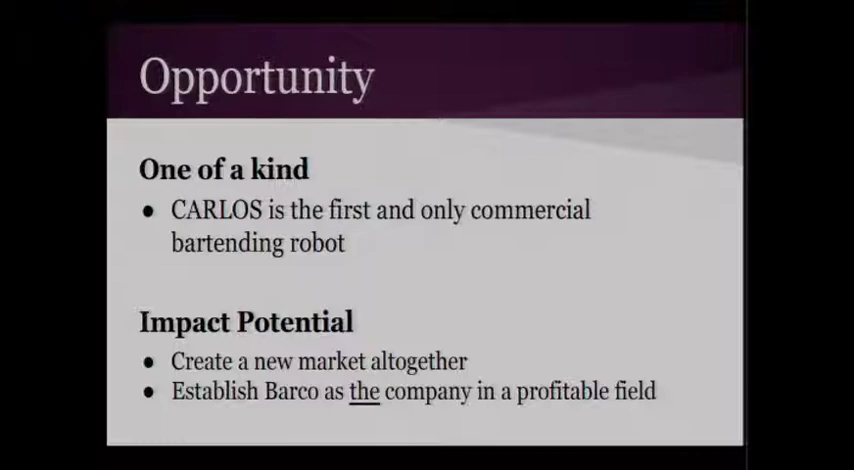 Opportunity
One of a kind
● CARLOS is the first and only commercial
bartending robot
Impact Potential
● Create a new market altogether
● Establish Barco as the company in a profitable field